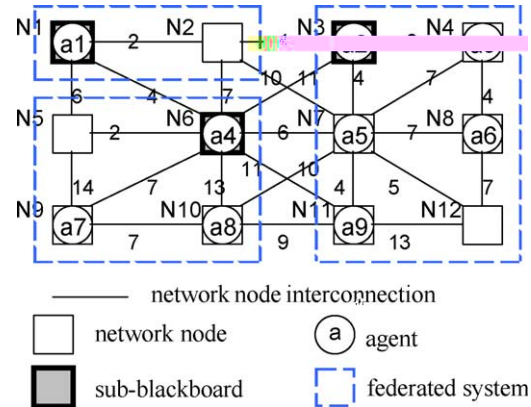 N1 N2 N3 N4
a1 2
6 4 7 10 11 4 7 4
N5 N6 N7 N8
2 a4 6 a5 7 a6
14 7 13 11 10 4 5 7
N9 N10 N11 N12
a7 7 a8 9 a9 13
network node interconnection
network node
a agent
sub-blackboard
federated system